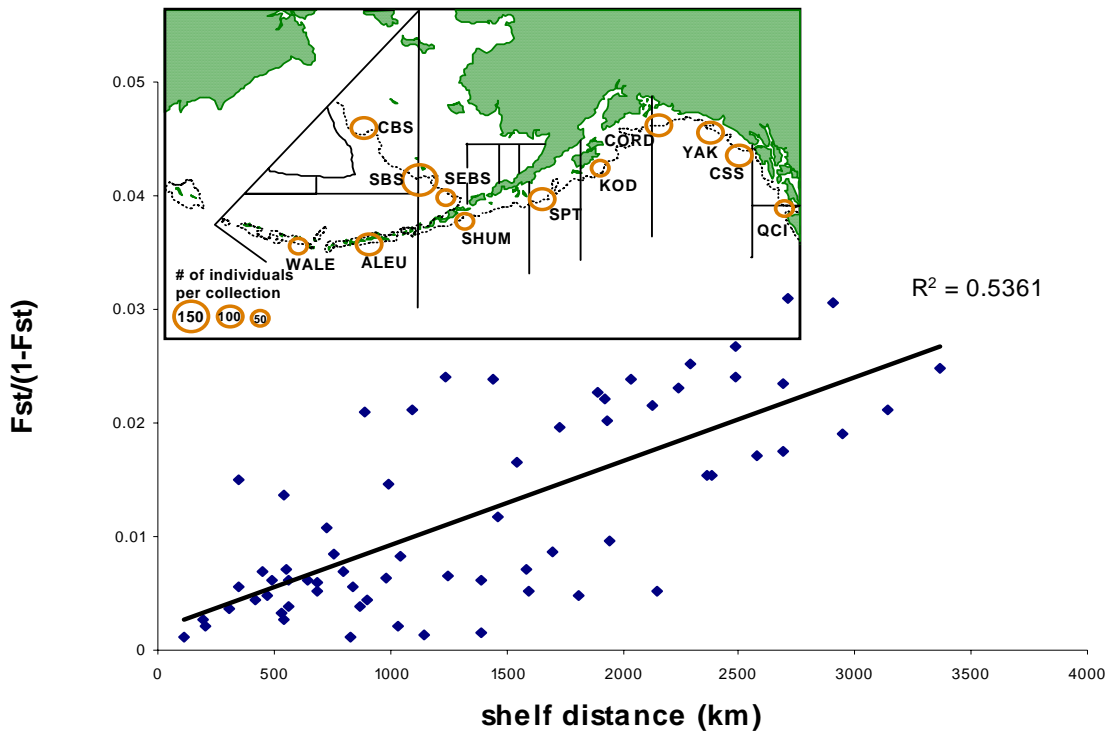 CBS
CORD
YAK
SBS
SEBS
CSS
KOD
SPT
QCI
SHUM
WALE
ALEU
# of individuals
per collection
150
100
50
0.05
0.04
0.03
0.02
0.01
0
Fst/(1-Fst)
R² = 0.5361
0
500
1000
1500
2000
2500
3000
3500
4000
shelf distance (km)